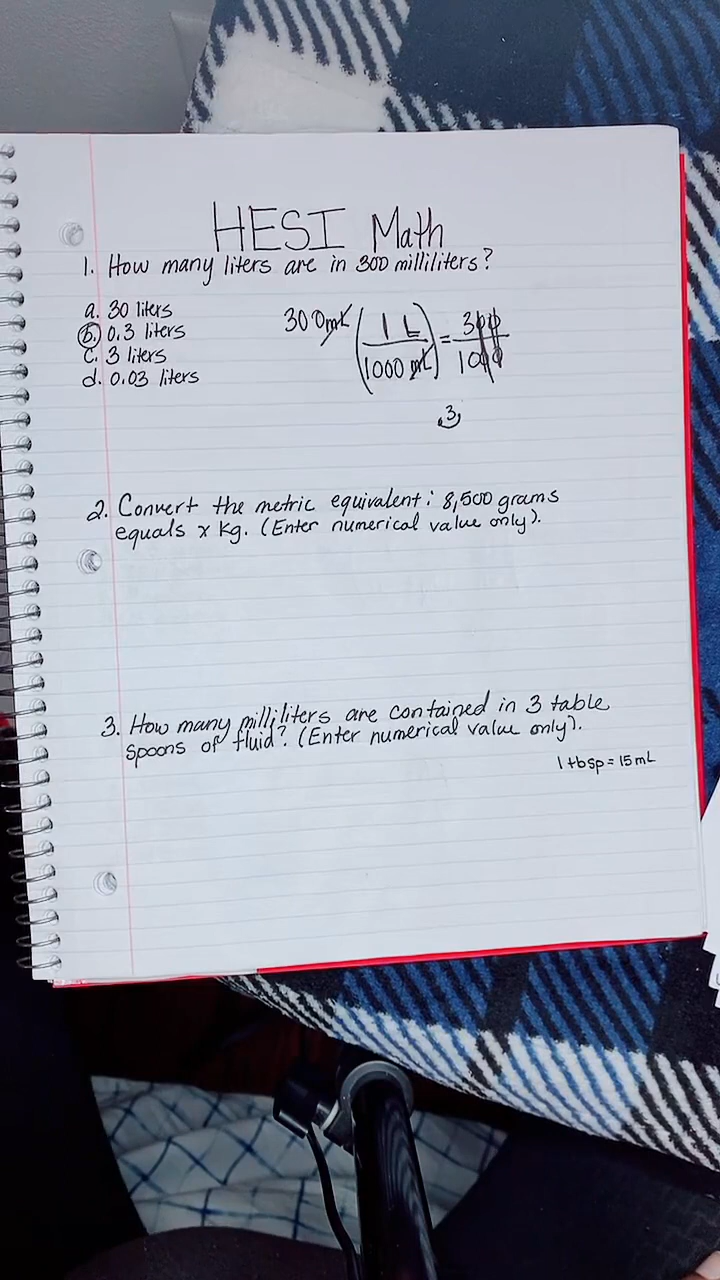 HESI Math
1. How many liters are in 300 milliliters?
a. 30 liters
b. 0.3 liters
c. 3 liters
d. 0.03 liters
300mL (1 L / 1000 mL) = 300 / 1000
.3
2. Convert the metric equivalent: 8,500 grams
equals x kg. (Enter numerical value only).
3. How many milliliters are contained in 3 table
spoons of fluid? (Enter numerical value only).
1 tbsp = 15 mL